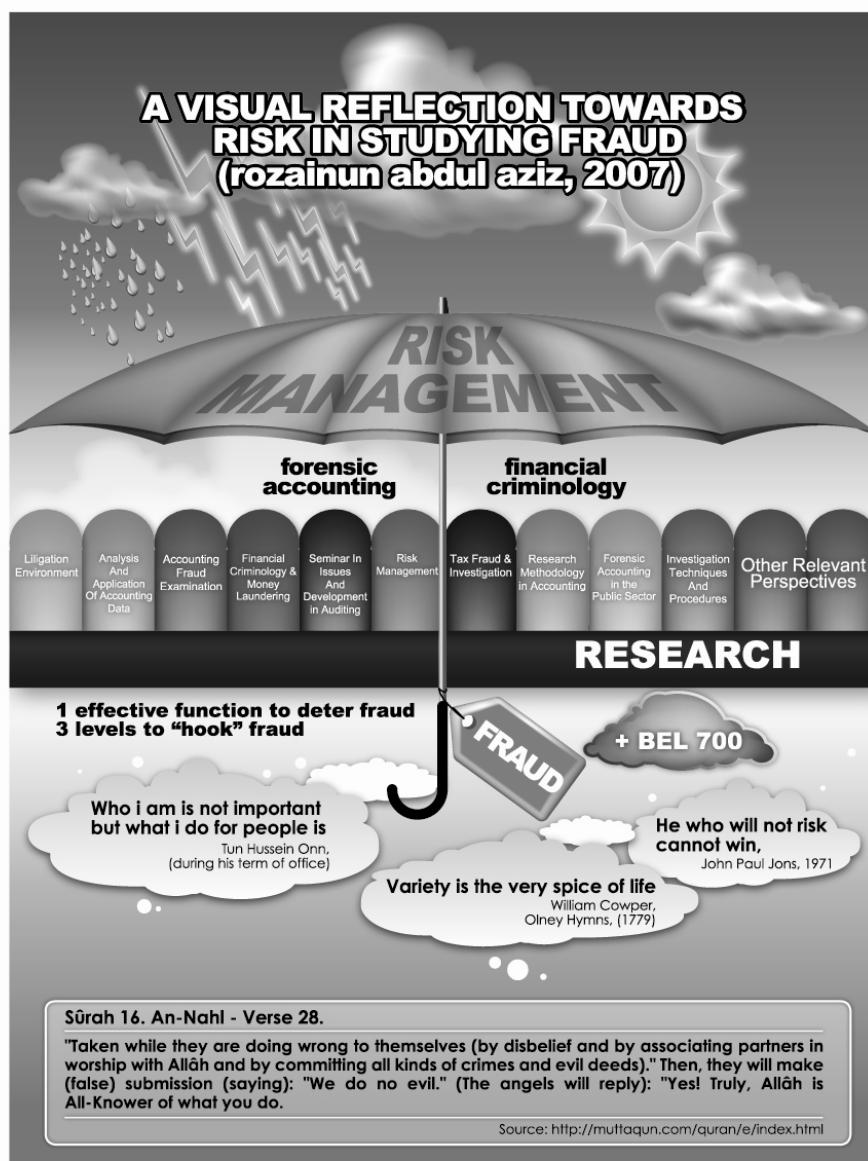 A VISUAL REFLECTION TOWARDS
RISK IN STUDYING FRAUD
(rozainun abdul aziz, 2007)
RISK
MANAGEMENT
forensic
accounting
financial
criminology
Liligation
Environment
Analysis
And
Application
Of Accounting
Data
Accounting
Fraud
Examination
Financial
Criminology &
Money
Laundering
Seminar In
Issues
And
Development
in Auditing
Risk
Management
Tax Fraud &
Investigation
Research
Methodology
in Accounting
Forensic
Accounting
in the
Public Sector
Investigation
Techniques
And
Procedures
Other Relevant
Perspectives
RESEARCH
1 effective function to deter fraud
3 levels to "hook" fraud
FRAUD
+ BEL 700
Who i am is not important
but what i do for people is
Tun Hussein Onn,
(during his term of office)
He who will not risk
cannot win,
John Paul Jons, 1971
Variety is the very spice of life
William Cowper,
Olney Hymns, (1779)
Sûrah 16. An-Nahl - Verse 28.
"Taken while they are doing wrong to themselves (by disbelief and by associating partners in
worship with Allâh and by committing all kinds of crimes and evil deeds)." Then, they will make
(false) submission (saying): "We do no evil." (The angels will reply): "Yes! Truly, Allâh is
All-Knower of what you do.
Source: http://muttaqun.com/quran/e/index.html